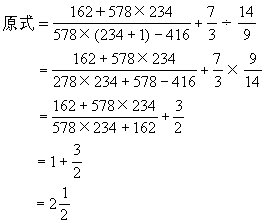 原式 = (162+578×234)/(578×(234+1)-416) + 7/3 ÷ 14/9
= (162+578×234)/(278×234+578-416) + 7/3 × 9/14
= (162+578×234)/(578×234+162) + 3/2
= 1 + 3/2
= 2 1/2